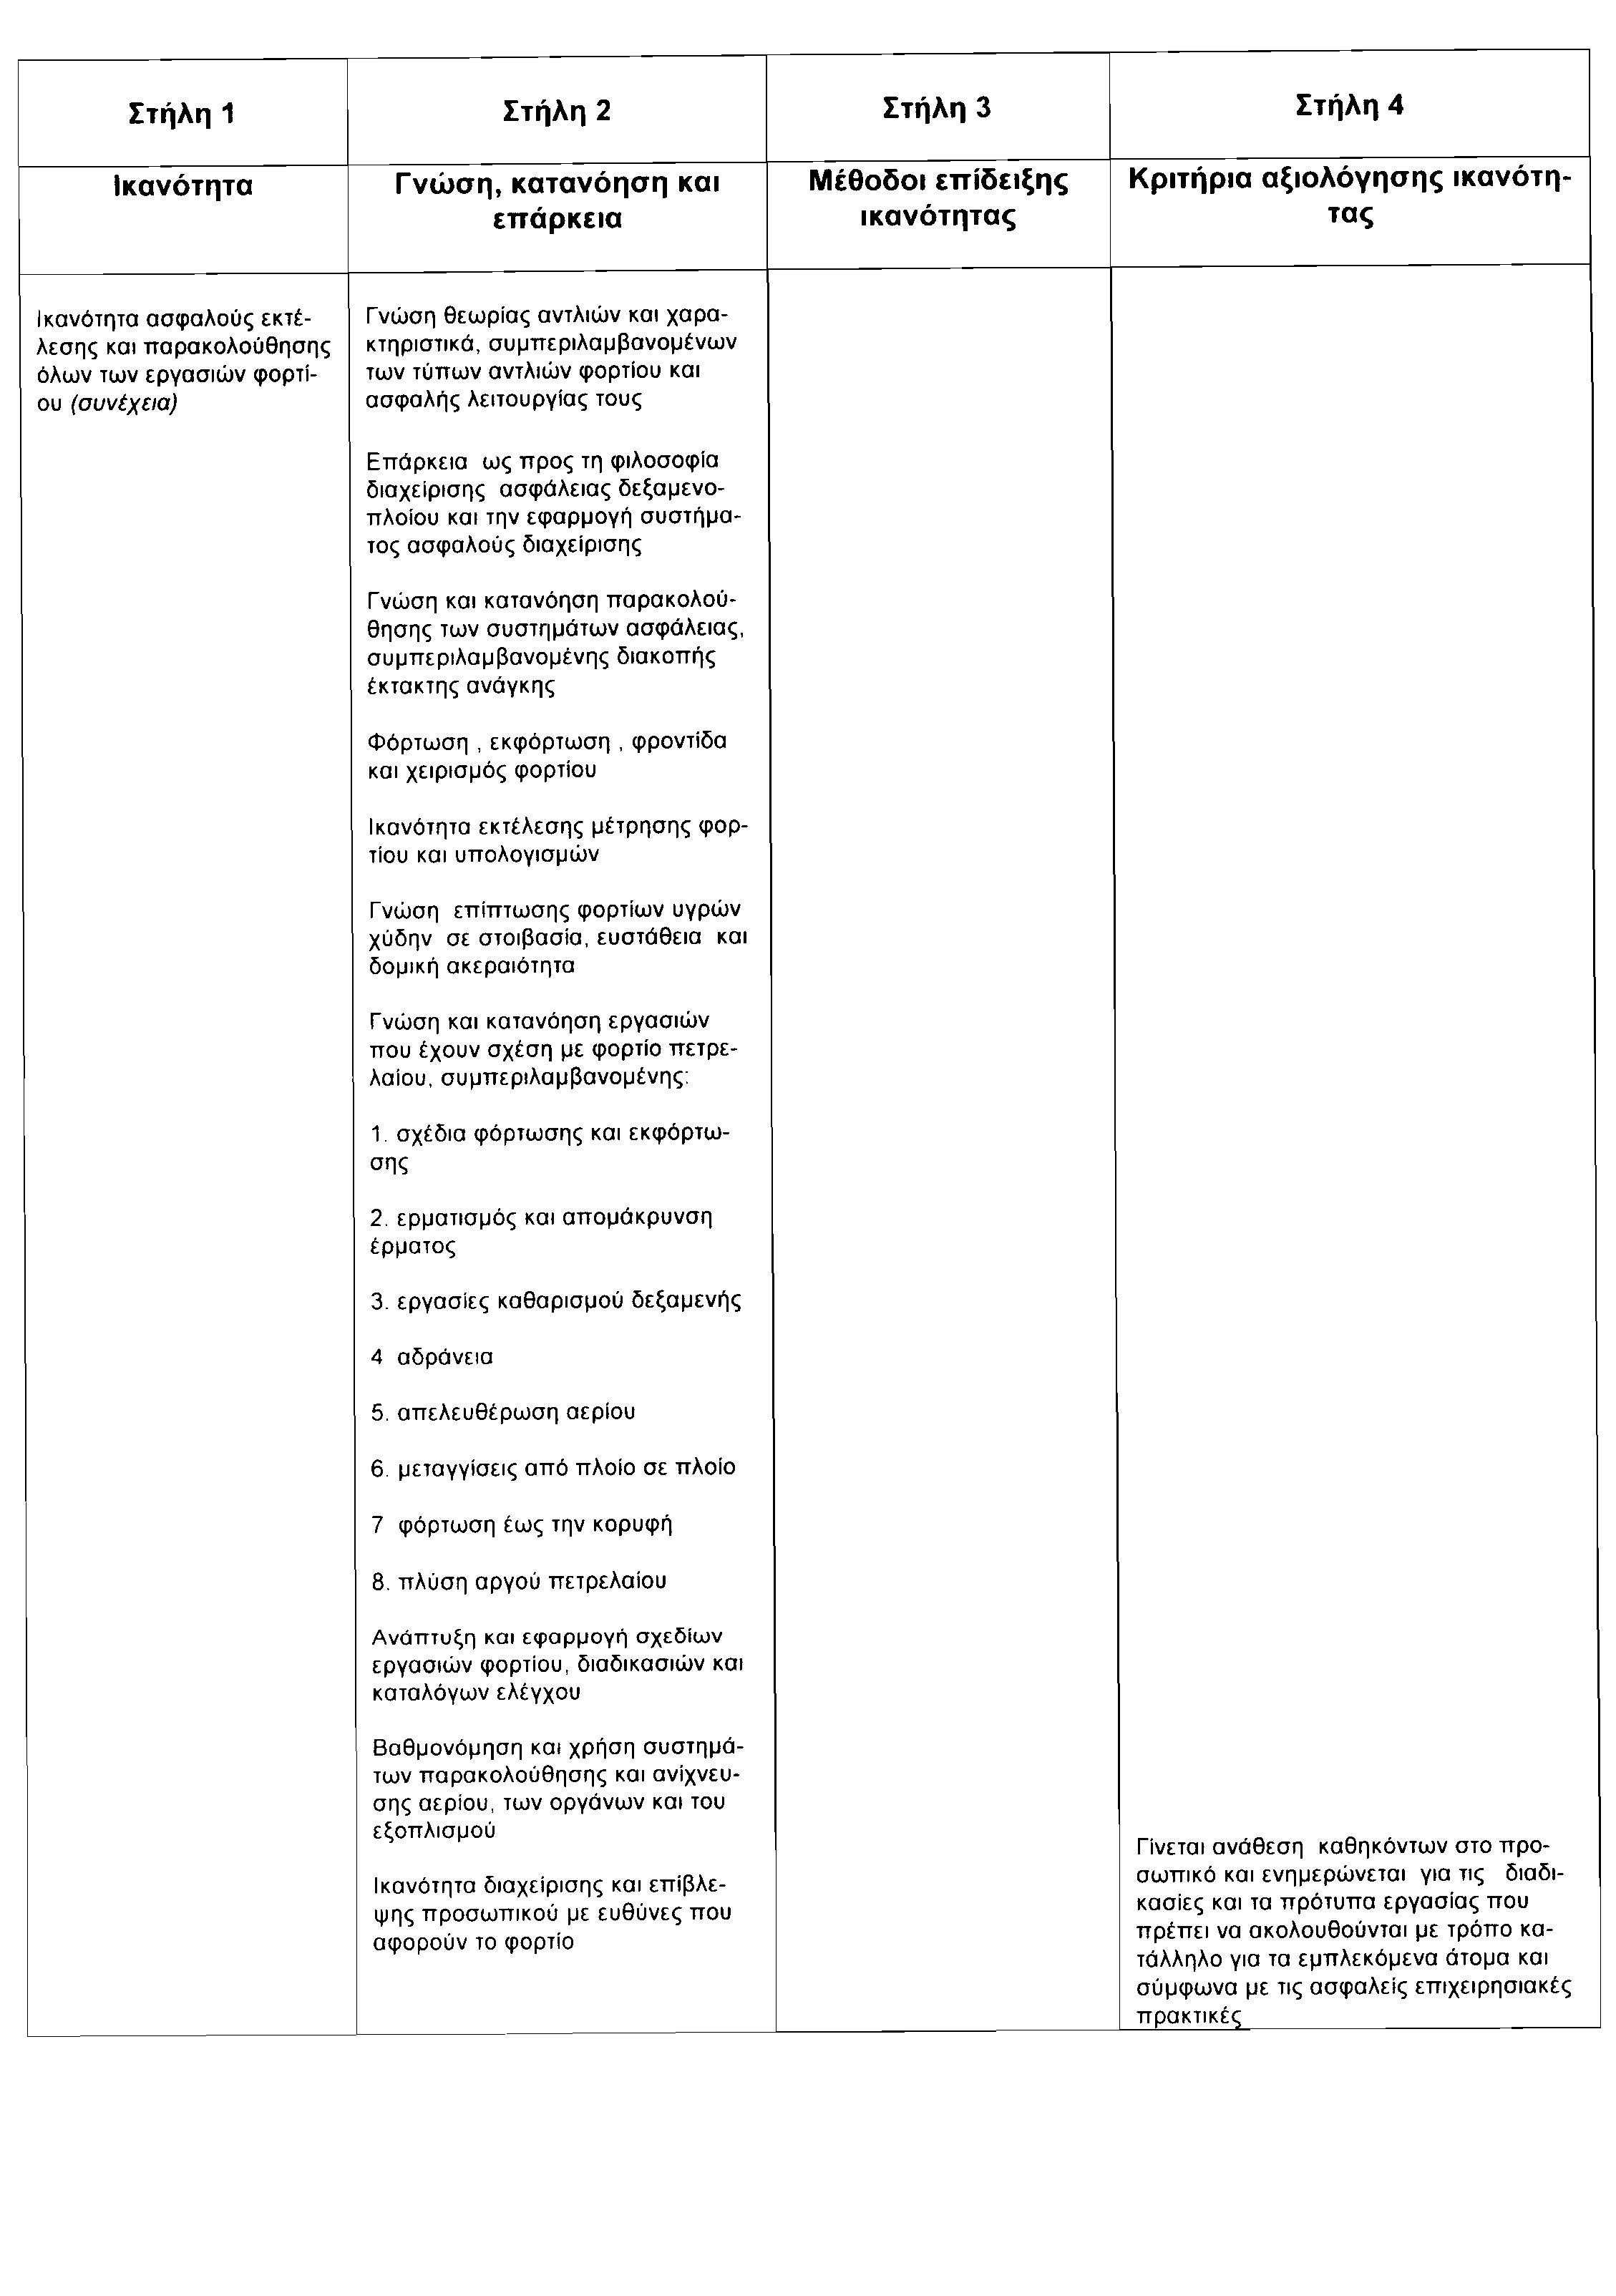 Στήλη 1
Στήλη 2
Στήλη 3
Στήλη 4
Ικανότητα
Γνώση, κατανόηση και
επάρκεια
Μέθοδοι επίδειξης
ικανότητας
Κριτήρια αξιολόγησης ικανότη-
τας
Ικανότητα ασφαλούς εκτέ-
λεσης και παρακολούθησης
όλων των εργασιών φορτί-
ου (συνέχεια)
Γνώση θεωρίας αντλιών και χαρα-
κτηριστικά, συμπεριλαμβανομένων
των τύπων αντλιών φορτίου και
ασφαλής λειτουργίας τους
Επάρκεια ως προς τη φιλοσοφία
διαχείρισης ασφάλειας δεξαμενο-
πλοίου και την εφαρμογή συστήμα-
τος ασφαλούς διαχείρισης
Γνώση και κατανόηση παρακολού-
θησης των συστημάτων ασφάλειας,
συμπεριλαμβανομένης διακοπής
έκτακτης ανάγκης
Φόρτωση , εκφόρτωση , φροντίδα
και χειρισμός φορτίου
Ικανότητα εκτέλεσης μέτρησης φορ-
τίου και υπολογισμών
Γνώση επίπτωσης φορτίων υγρών
χύδην σε στοιβασία, ευστάθεια και
δομική ακεραιότητα
Γνώση και κατανόηση εργασιών
που έχουν σχέση με φορτίο πετρε-
λαίου, συμπεριλαμβανομένης:
1. σχέδια φόρτωσης και εκφόρτω-
σης
2. ερματισμός και απομάκρυνση
έρματος
3. εργασίες καθαρισμού δεξαμενής
4 αδράνεια
5. απελευθέρωση αερίου
6. μεταγγίσεις από πλοίο σε πλοίο
7 φόρτωση έως την κορυφή
8. πλύση αργού πετρελαίου
Ανάπτυξη και εφαρμογή σχεδίων
εργασιών φορτίου, διαδικασιών και
καταλόγων ελέγχου
Βαθμονόμηση και χρήση συστημά-
των παρακολούθησης και ανίχνευ-
σης αερίου, των οργάνων και του
εξοπλισμού
Ικανότητα διαχείρισης και επίβλε-
ψης προσωπικού με ευθύνες που
αφορούν το φορτίο
Γίνεται ανάθεση καθηκόντων στο προ-
σωπικό και ενημερώνεται για τις διαδι-
κασίες και τα πρότυπα εργασίας που
πρέπει να ακολουθούνται με τρόπο κα-
τάλληλο για τα εμπλεκόμενα άτομα και
σύμφωνα με τις ασφαλείς επιχειρησιακές
πρακτικές